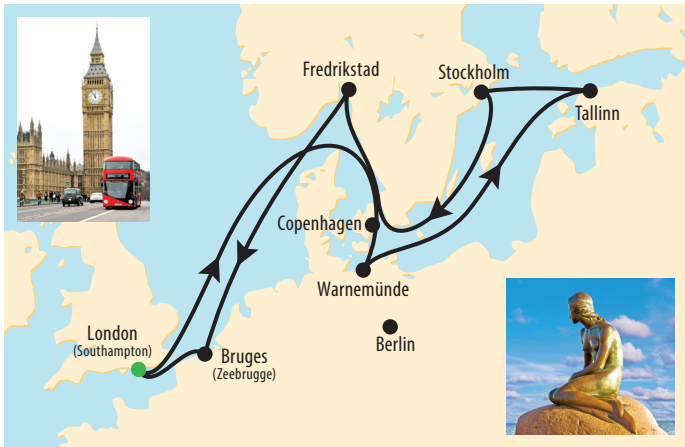 Fredrikstad
Stockholm
Tallinn
Copenhagen
Warnemünde
London
(Southampton)
Bruges
(Zeebrugge)
Berlin